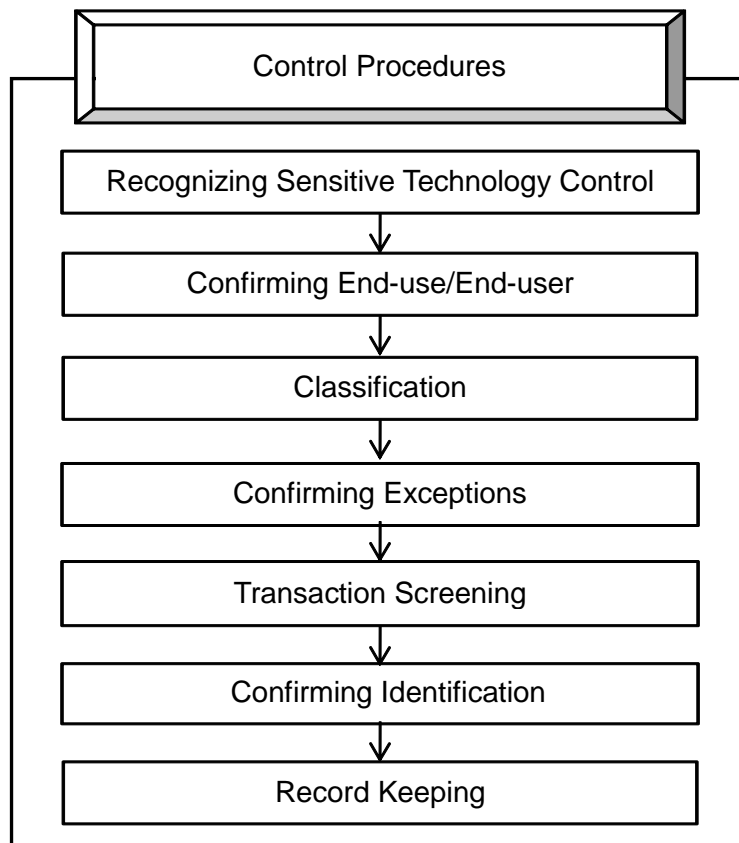 Control Procedures
Recognizing Sensitive Technology Control
Confirming End-use/End-user
Classification
Confirming Exceptions
Transaction Screening
Confirming Identification
Record Keeping